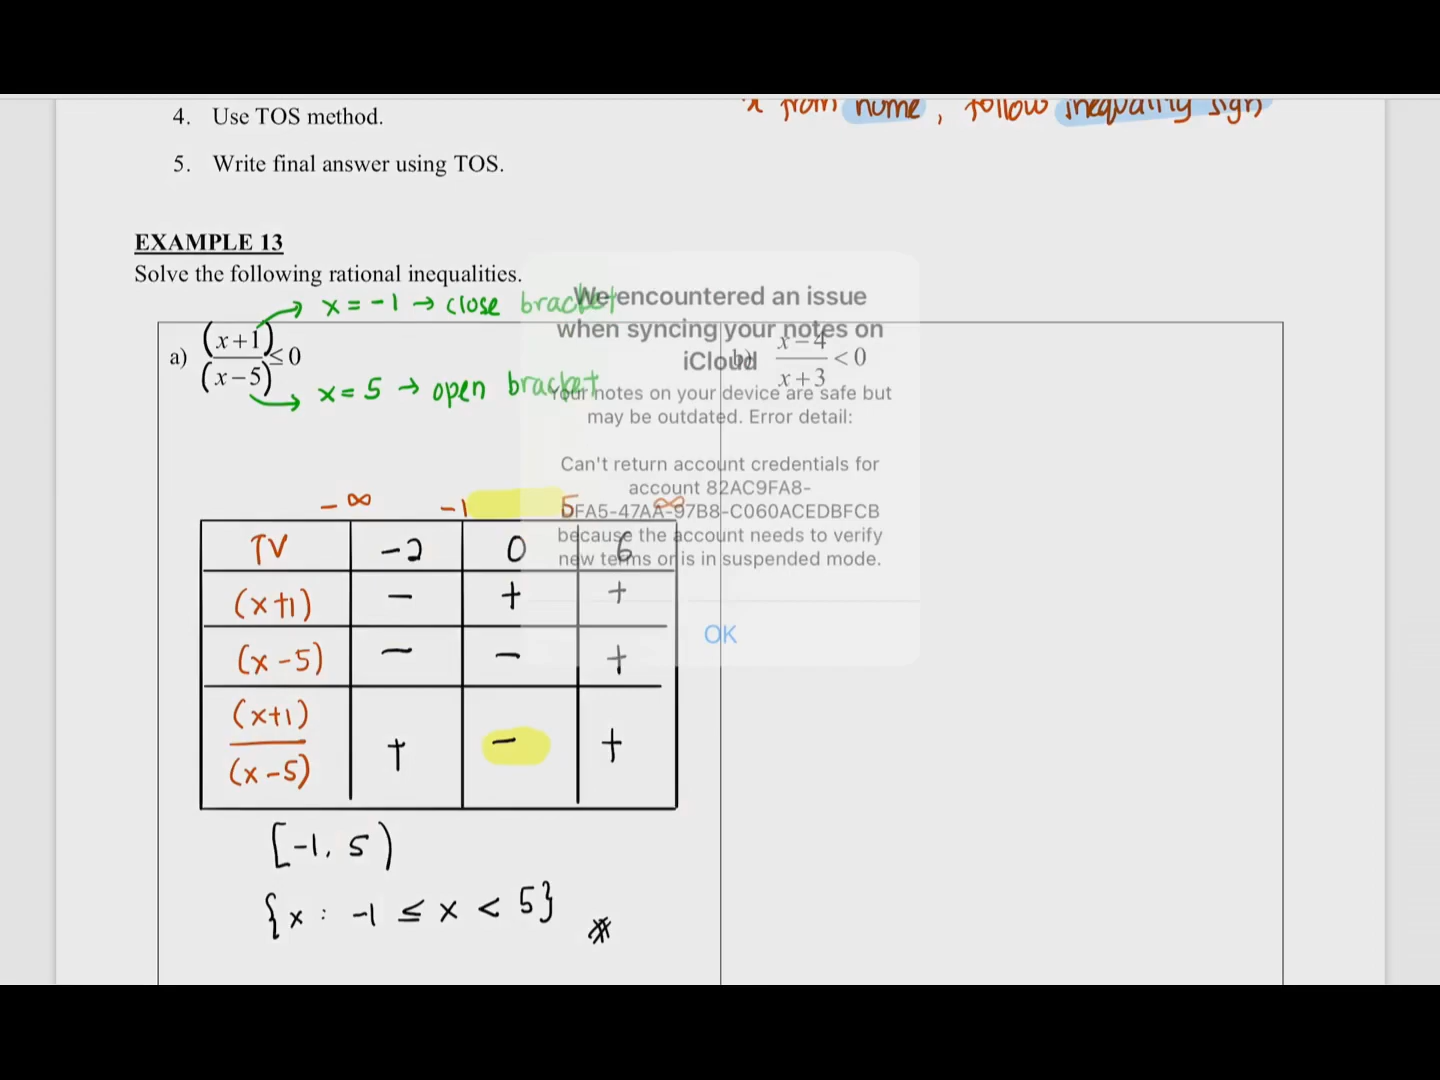 4. Use TOS method.
x from nume, follow inequality sign
5. Write final answer using TOS.
EXAMPLE 13
Solve the following rational inequalities.
x = -1 → close bracket
a) (x+1)/(x-5) ≤ 0
x = 5 → open bracket
b) x-4/x+3 < 0
We encountered an issue
when syncing your notes on
iCloud
Your notes on your device are safe but
may be outdated. Error detail:
Can't return account credentials for
account 82AC9FA8-
5FA5-47AA-97B8-C060ACEDBFCB
because the account needs to verify
new terms or is in suspended mode.
OK
-∞ -1 5 ∞
TV -2 0 6
(x+1) - + +
(x-5) - - +
(x+1)/(x-5) + - +
[-1, 5)
{x : -1 ≤ x < 5}